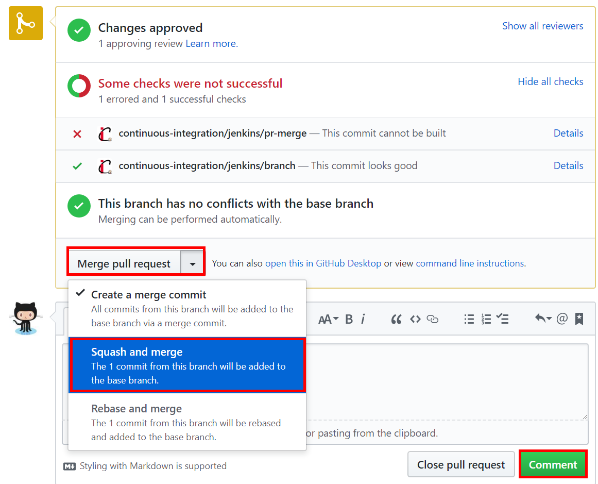 Changes approved
Show all reviewers
1 approving review Learn more.
Some checks were not successful
Hide all checks
1 errored and 1 successful checks
continuous-integration/jenkins/pr-merge — This commit cannot be built
Details
continuous-integration/jenkins/branch — This commit looks good
Details
This branch has no conflicts with the base branch
Merging can be performed automatically.
Merge pull request
You can also open this in GitHub Desktop or view command line instructions.
Create a merge commit
All commits from this branch will be added to the
base branch via a merge commit.
AA B i @
Squash and merge
The 1 commit from this branch will be added to
the base branch.
Rebase and merge
The 1 commit from this branch will be rebased
and added to the base branch.
or pasting from the clipboard.
Styling with Markdown is supported
Close pull request
Comment